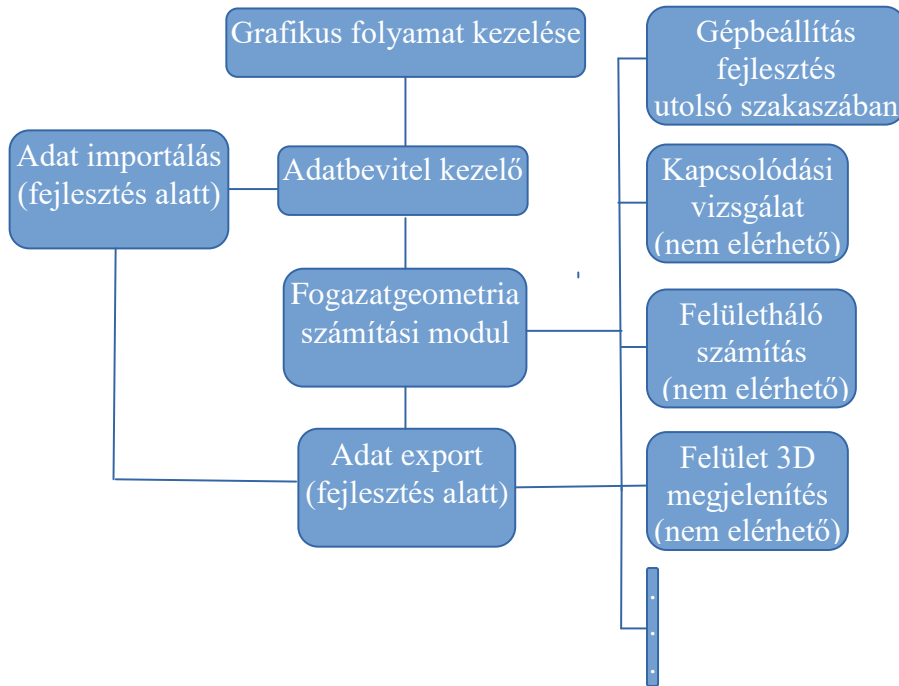 Grafikus folyamat kezelése
Adat importálás
(fejlesztés alatt)
Adatbevitel kezelő
Fogazatgeometria
számítási modul
Adat export
(fejlesztés alatt)
Gépbeállítás
fejlesztés
utolsó szakaszában
Kapcsolódási
vizsgálat
(nem elérhető)
Felületháló
számítás
(nem elérhető)
Felület 3D
megjelenítés
(nem elérhető)